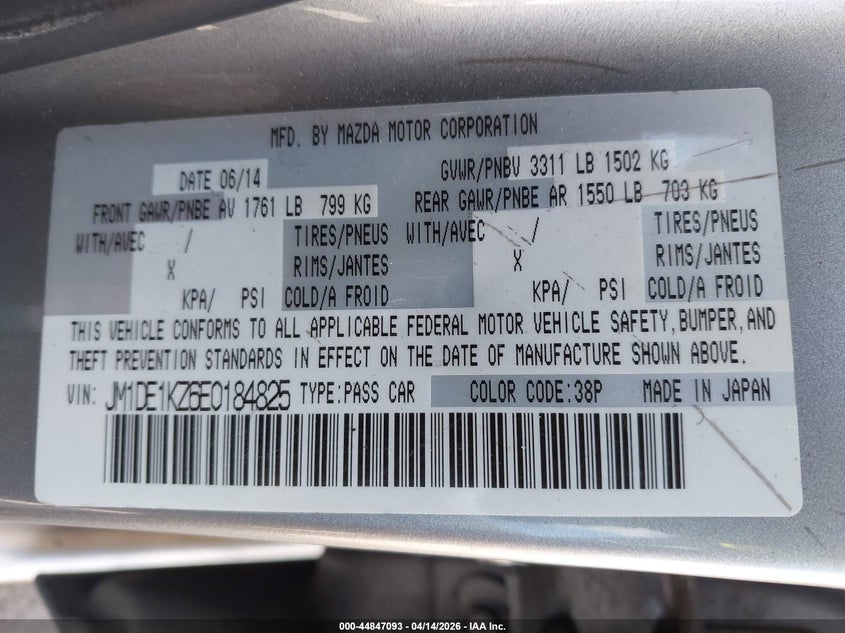 MFD. BY MAZDA MOTOR CORPORATION
DATE 06/14 GVWR/PNBV 3311 LB 1502 KG
FRONT GAWR/PNBE AV 1761 LB 799 KG REAR GAWR/PNBE AR 1550 LB 703 KG
WITH/AVEC / TIRES/PNEUS WITH/AVEC / TIRES/PNEUS
X RIMS/JANTES X RIMS/JANTES
KPA/ PSI COLD/A FROID KPA/ PSI COLD/A FROID
THIS VEHICLE CONFORMS TO ALL APPLICABLE FEDERAL MOTOR VEHICLE SAFETY, BUMPER, AND
THEFT PREVENTION STANDARDS IN EFFECT ON THE DATE OF MANUFACTURE SHOWN ABOVE.
VIN: JM1DE1KZ6E0184825 TYPE:PASS CAR COLOR CODE:38P MADE IN JAPAN
000-44847093 - 04/14/2026 - IAA Inc.